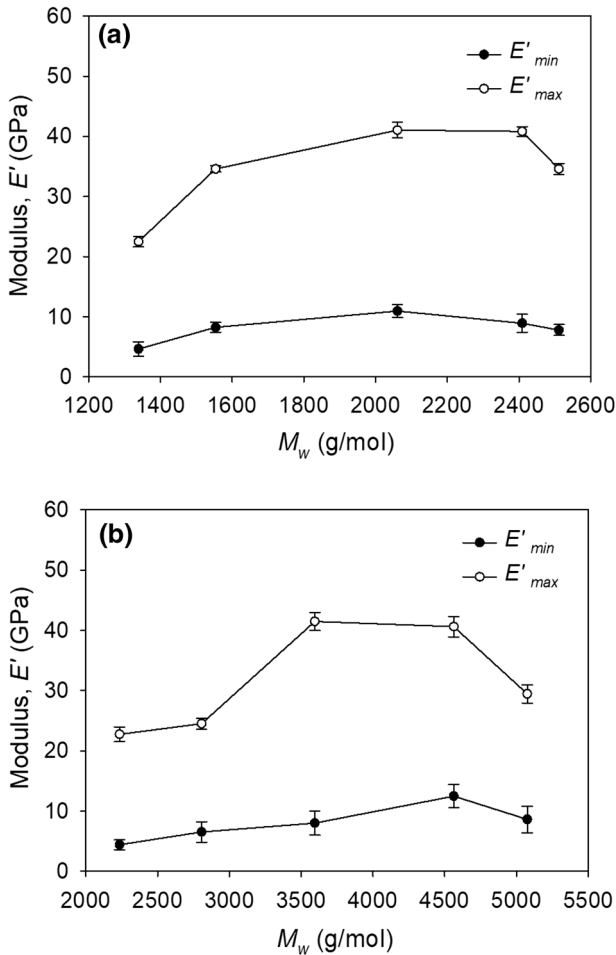 (a)
E' min
E' max
Modulus, E' (GPa)
60
50
40
30
20
10
0
1200 1400 1600 1800 2000 2200 2400 2600
Mw (g/mol)
(b)
E' min
E' max
Modulus, E' (GPa)
60
50
40
30
20
10
0
2000 2500 3000 3500 4000 4500 5000 5500
Mw (g/mol)